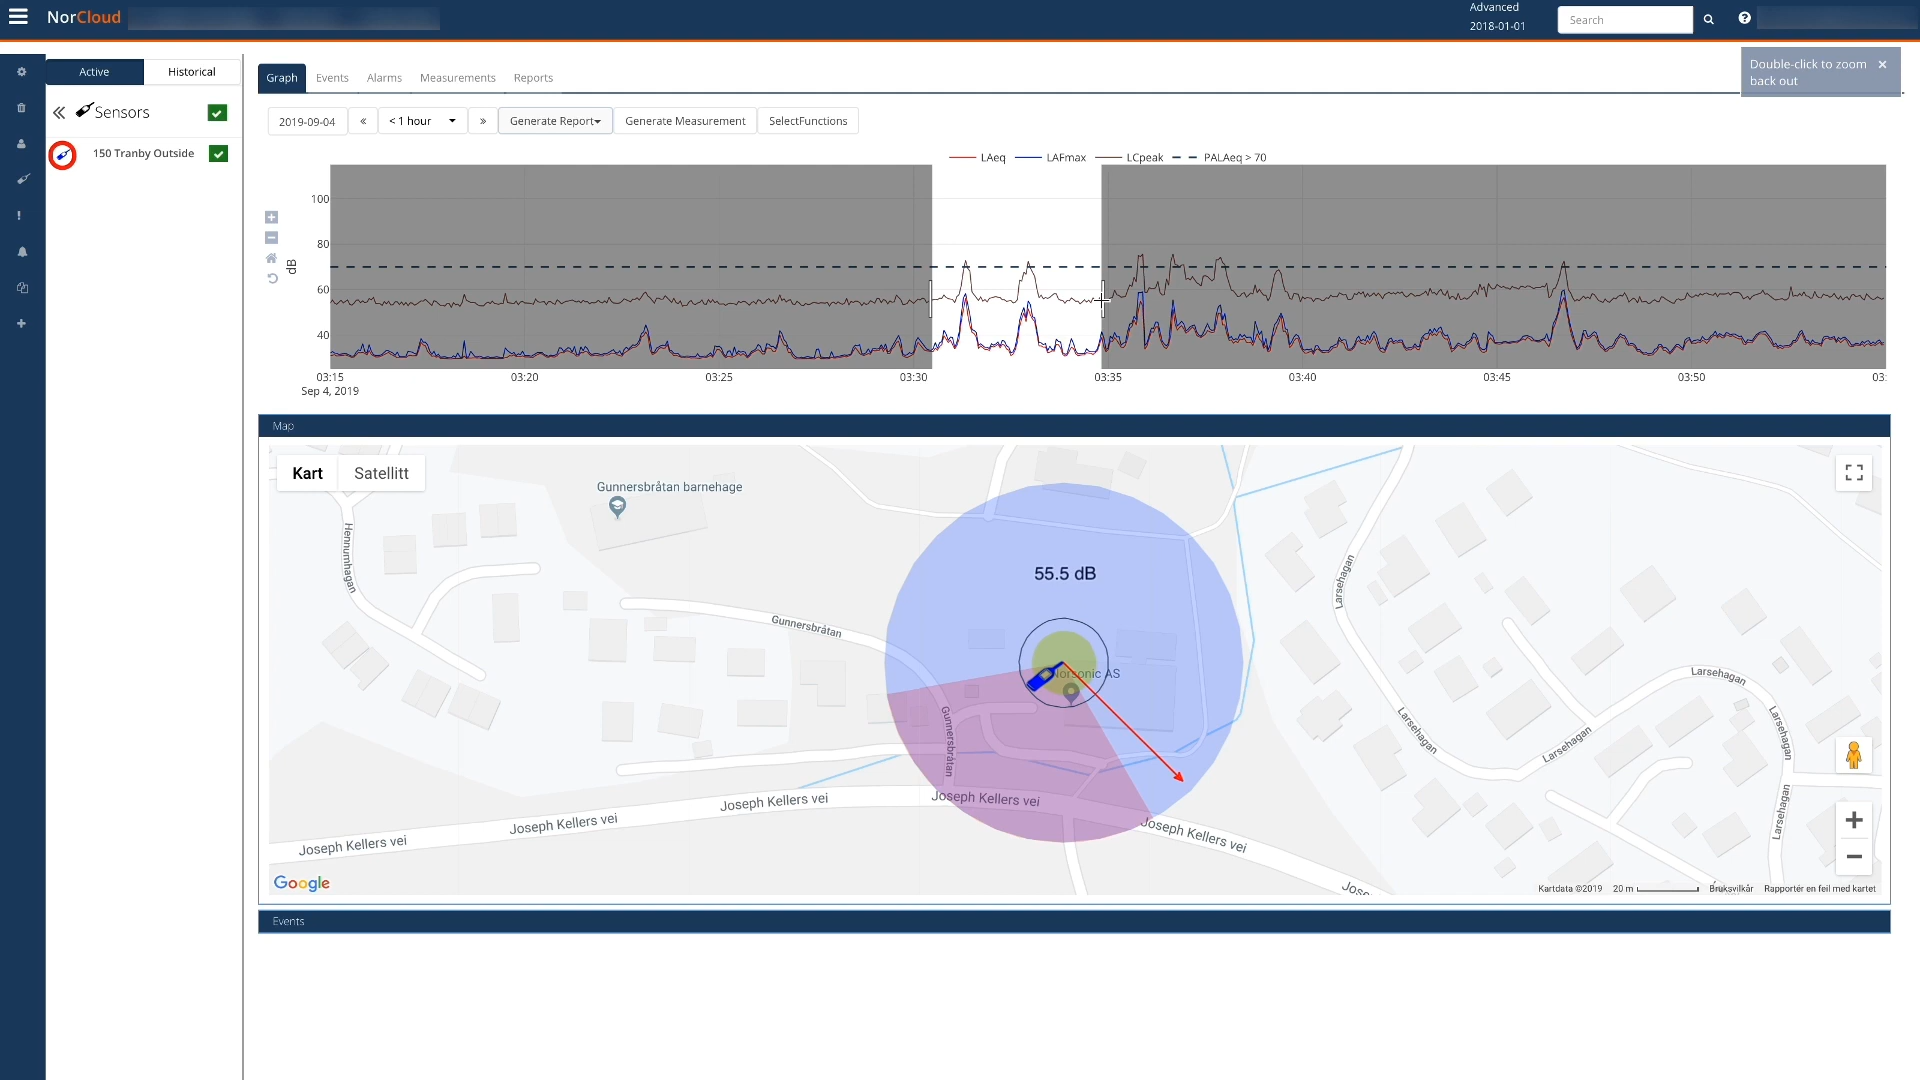 NorCloud
Advanced
2018-01-01
Search
Double-click to zoom
back out
Active
Historical
Sensors
150 Tranby Outside
Graph
Events
Alarms
Measurements
Reports
2019-09-04
«
< 1 hour
»
Generate Report
Generate Measurement
SelectFunctions
LAeq
LAFmax
LCpeak
PALAeq > 70
100
80
60
40
dB
03:15
03:20
03:25
03:30
03:35
03:40
03:45
03:50
03:
Sep 4, 2019
Map
Kart
Satellitt
Gunnersbråtan barnehage
Hennumhagan
Gunnersbråtan
55.5 dB
Norsonic AS
Gunnersbråtan
Joseph Kellers vei
Joseph Kellers vei
Joseph Kellers vei
Joseph Kellers vei
Joseph Kellers vei
Jose
Larsehagan
Larsehagan
Larsehagan
Larsehagan
Larsehagan
Larsehagan
Google
Kartdata ©2019
20 m
Bruksvilkår
Rapportér en feil med kartet
Events